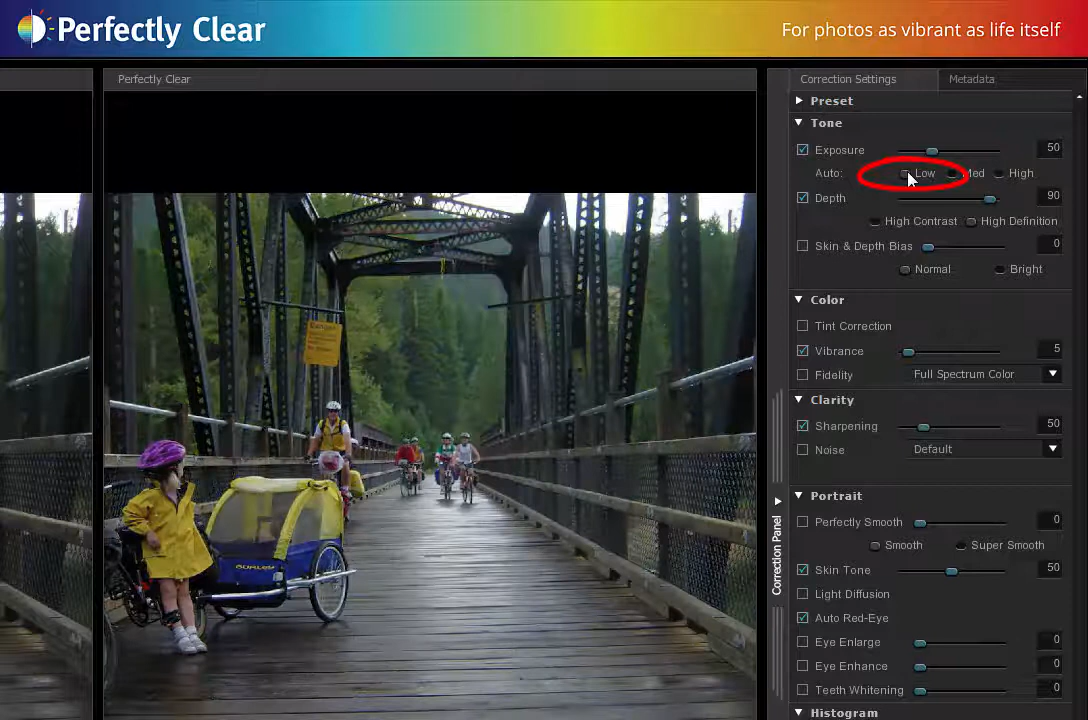 Perfectly Clear
For photos as vibrant as life itself
Perfectly Clear
Correction Settings
Metadata
Preset
Tone
Exposure 50
Auto: Low Med High
Depth 90
High Contrast High Definition
Skin & Depth Bias 0
Normal Bright
Color
Tint Correction
Vibrance 5
Fidelity Full Spectrum Color
Clarity
Sharpening 50
Noise Default
Portrait
Perfectly Smooth 0
Smooth Super Smooth
Skin Tone 50
Light Diffusion
Auto Red-Eye
Eye Enlarge 0
Eye Enhance 0
Teeth Whitening 0
Histogram
Correction Panel
Danger
BURLEY